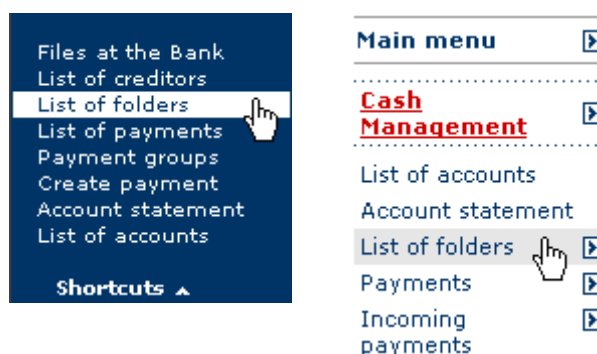 Files at the Bank
List of creditors
List of folders
List of payments
Payment groups
Create payment
Account statement
List of accounts
Shortcuts
Main menu
Cash
Management
List of accounts
Account statement
List of folders
Payments
Incoming
payments